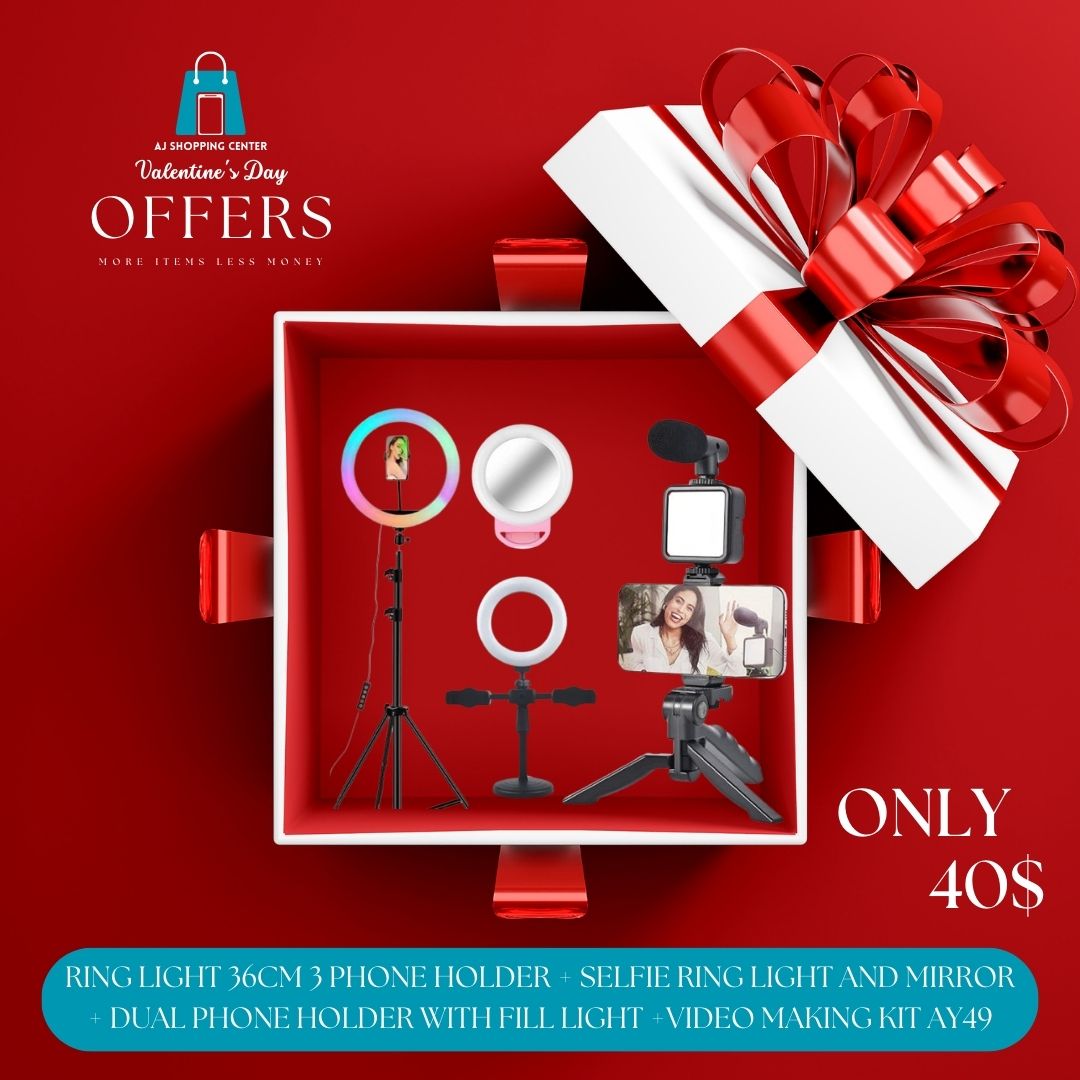 AJ SHOPPING CENTER
Valentine's Day
OFFERS
MORE ITEMS LESS MONEY
ONLY
40$
RING LIGHT 36CM 3 PHONE HOLDER + SELFIE RING LIGHT AND MIRROR
+ DUAL PHONE HOLDER WITH FILL LIGHT +VIDEO MAKING KIT AY49